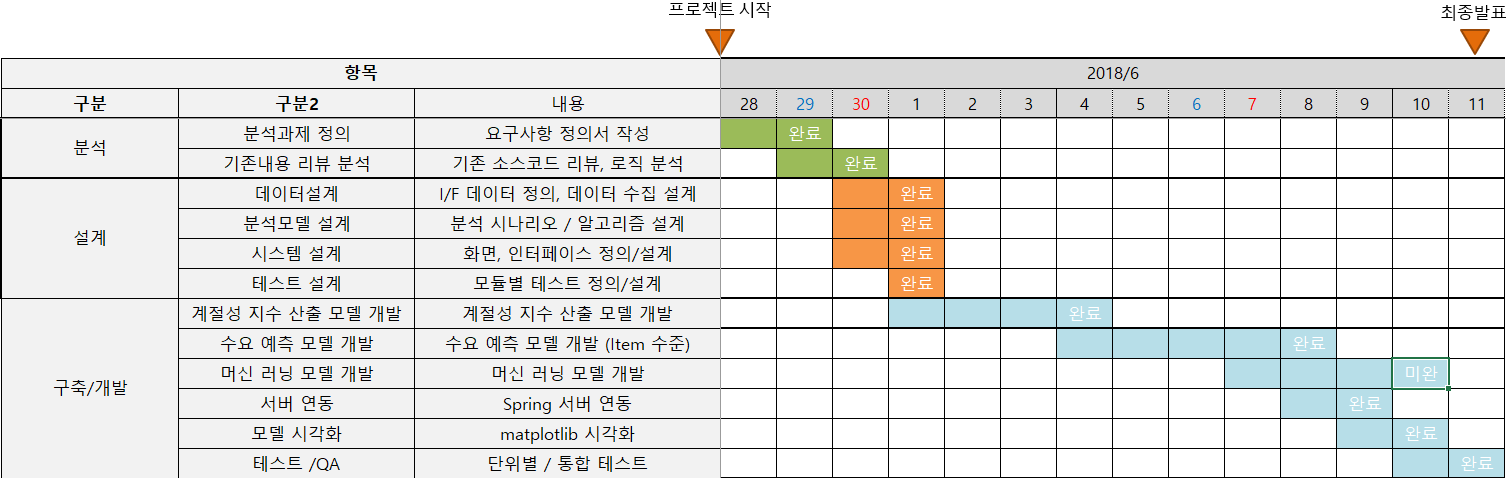 프로젝트 시작 최종발표
항목 2018/6
구분 구분2 내용 28 29 30 1 2 3 4 5 6 7 8 9 10 11
분석 분석과제 정의 요구사항 정의서 작성 완료
기존내용 리뷰 분석 기존 소스코드 리뷰, 로직 분석 완료
설계 데이터설계 I/F 데이터 정의, 데이터 수집 설계 완료
분석모델 설계 분석 시나리오 / 알고리즘 설계 완료
시스템 설계 화면, 인터페이스 정의/설계 완료
테스트 설계 모듈별 테스트 정의/설계 완료
구축/개발 계절성 지수 산출 모델 개발 계절성 지수 산출 모델 개발 완료
수요 예측 모델 개발 수요 예측 모델 개발 (Item 수준) 완료
머신 러닝 모델 개발 머신 러닝 모델 개발 미완
서버 연동 Spring 서버 연동 완료
모델 시각화 matplotlib 시각화 완료
테스트 /QA 단위별 / 통합 테스트 완료